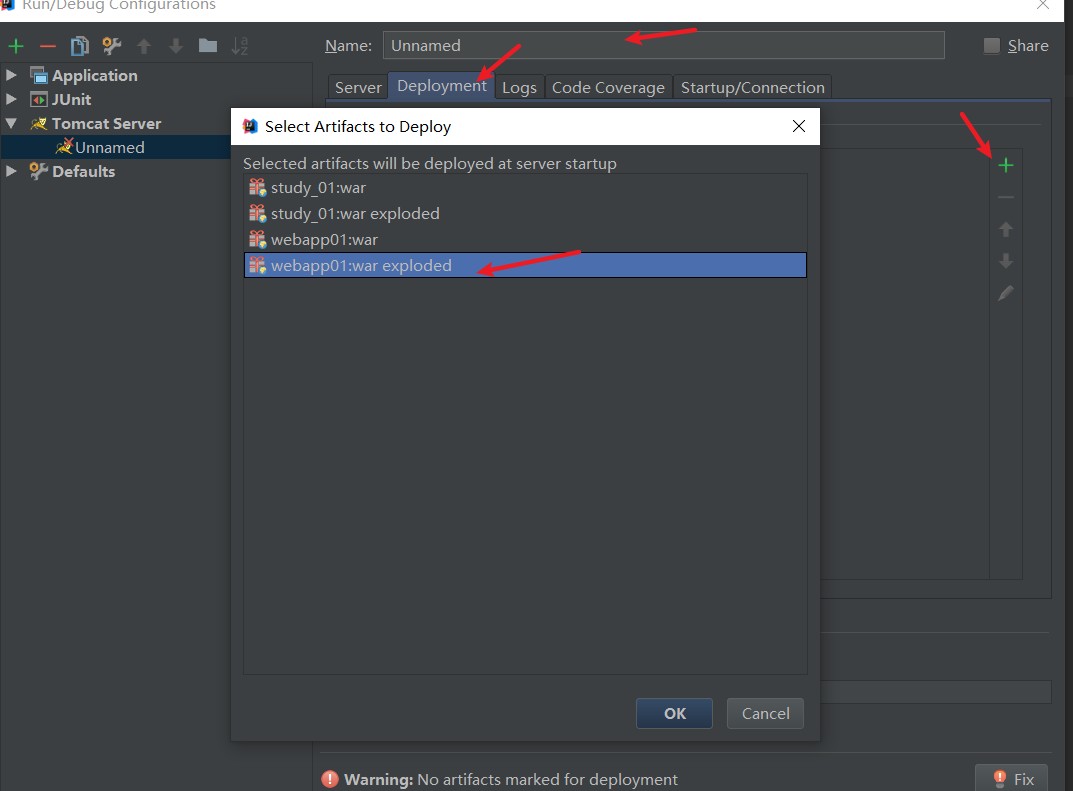 Run/Debug Configurations
Name: Unnamed Share
Application
JUnit
Tomcat Server
Unnamed
Defaults
Server Deployment Logs Code Coverage Startup/Connection
Select Artifacts to Deploy
Selected artifacts will be deployed at server startup
study_01:war
study_01:war exploded
webapp01:war
webapp01:war exploded
OK Cancel
Warning: No artifacts marked for deployment
Fix